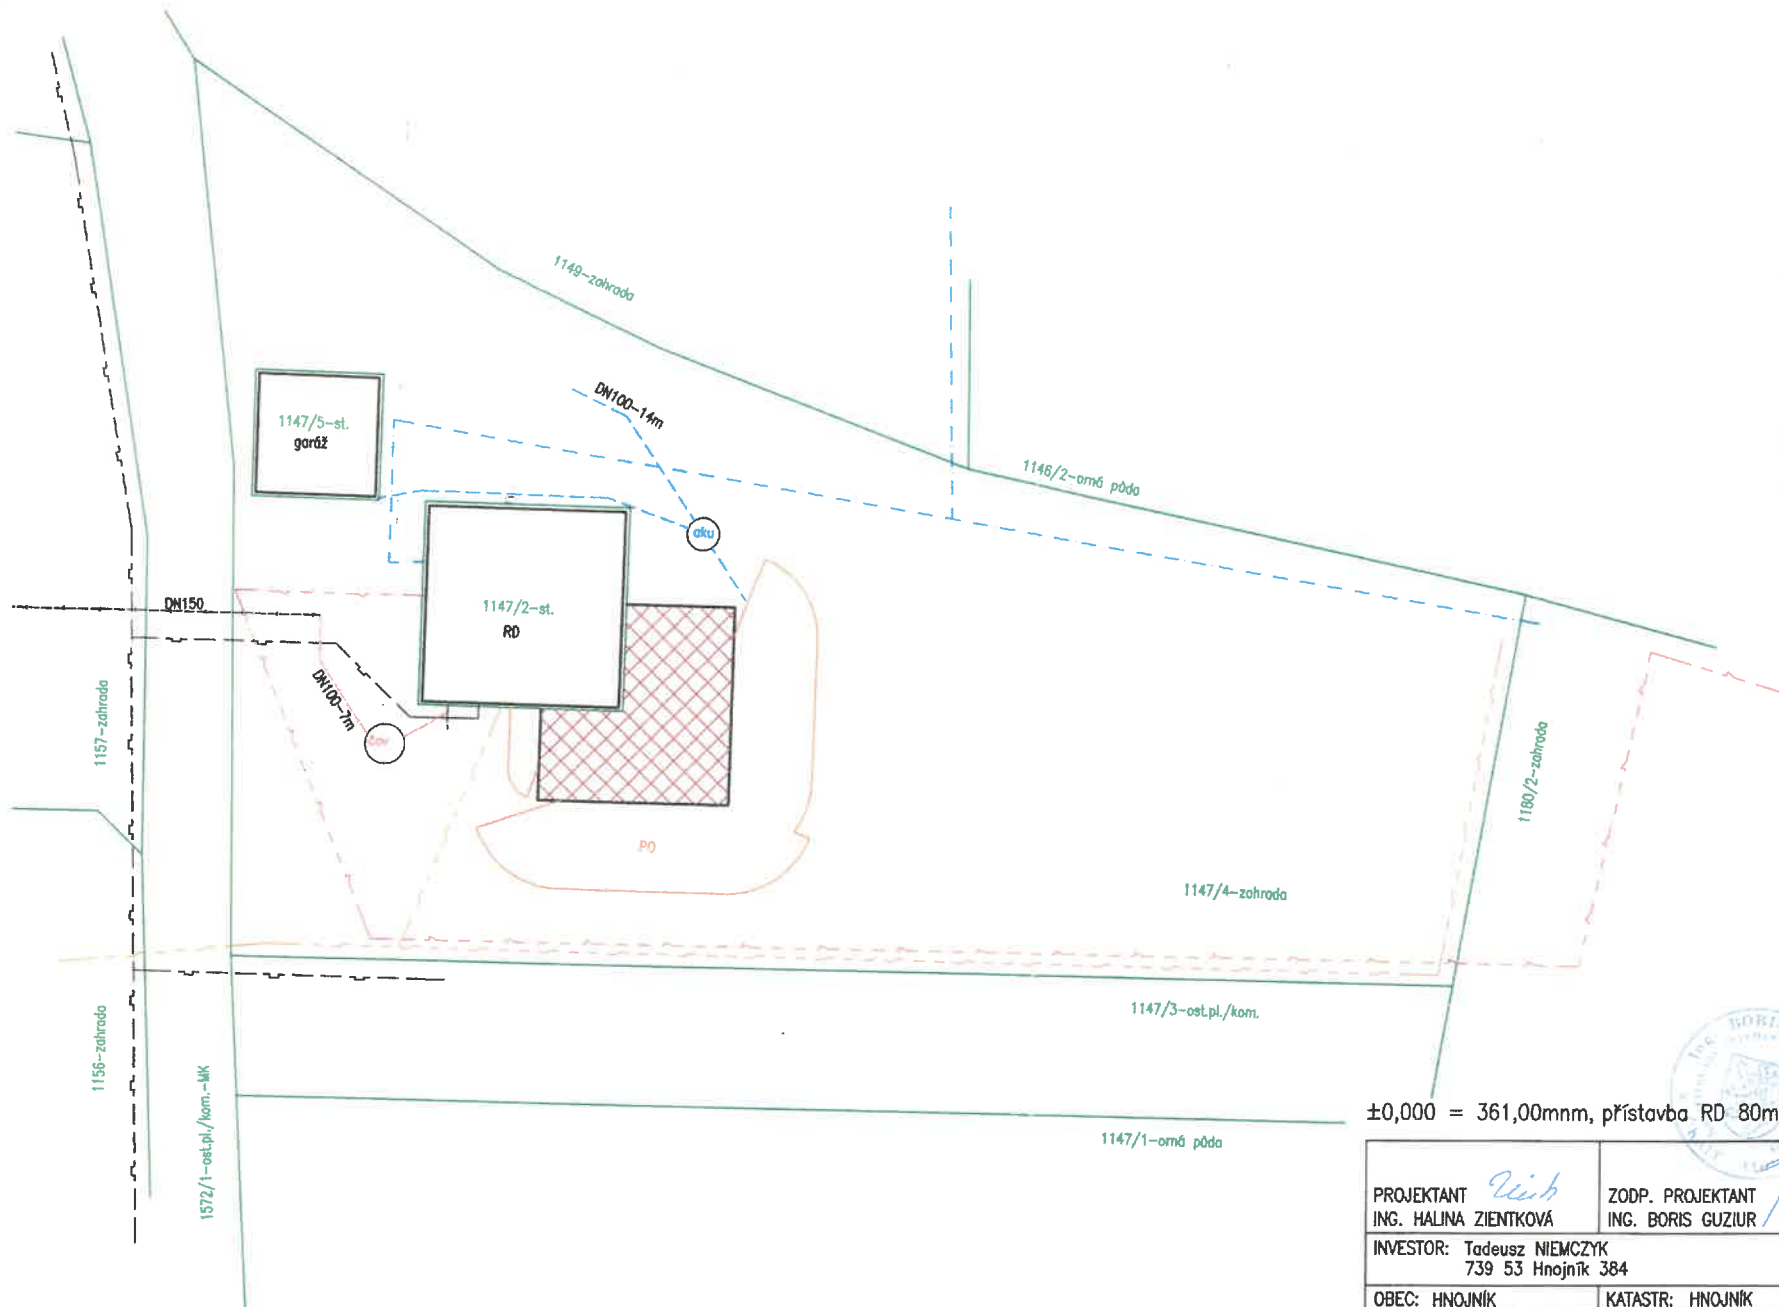 1149-zahrada
DN100-14m
1147/5-st.
garáž
1146/2-orná půda
aku
DN150
1147/2-st.
RD
DN100-7m
čov
1157-zahrada
1180/2-zahrada
PO
1147/4-zahrada
1147/3-ost.pl./kom.
1156-zahrada
1572/1-ost.pl./kom.-MK
1147/1-orná půda
Ing. BORIS
±0,000 = 361,00mnm, přístavba RD 80m
PROJEKTANT
ING. HALINA ZIENTKOVÁ
ZODP. PROJEKTANT
ING. BORIS GUZIUR
INVESTOR: Tadeusz NIEMCZYK
739 53 Hnojník 384
OBEC: HNOJNÍK
KATASTR: HNOJNÍK